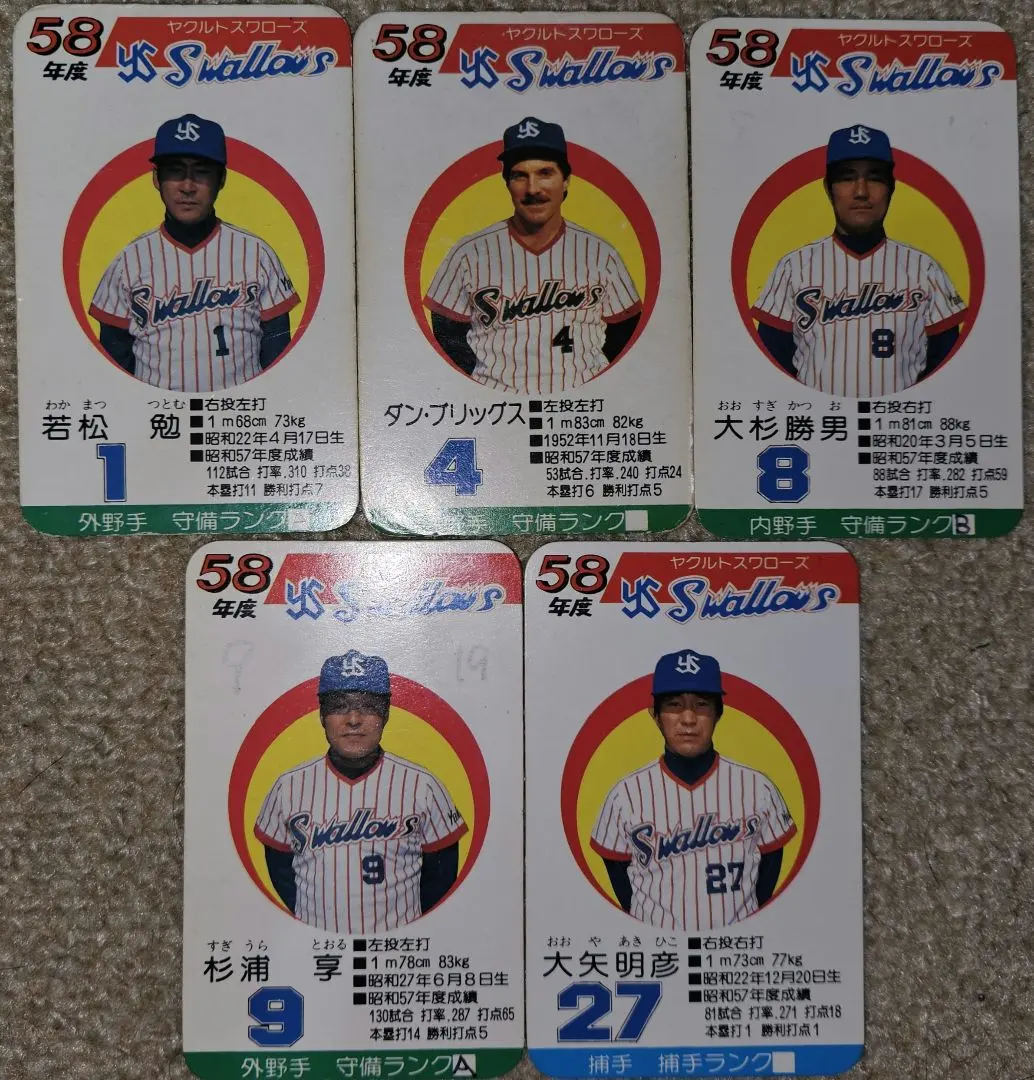 58
年度
ヤクルトスワローズ
YS Swallows
YS
Swallows
1
わか まつ つとむ
若松 勉
1
■右投左打
■1m68cm 73kg
■昭和22年4月17日生
■昭和57年度成績
112試合 打率.310 打点38
本塁打11 勝利打点7
外野手 守備ランク
58
年度
ヤクルトスワローズ
YS Swallows
YS
Swallows
4
ダン・ブリッグス
4
■左投左打
■1m83cm 82kg
■1952年11月18日生
■昭和57年度成績
53試合.打率.240 打点24
本塁打6 勝利打点5
手 守備ランク
58
年度
ヤクルトスワローズ
YS Swallows
YS
Swallows
8
おお すぎ かつ お
大杉勝男
8
■右投右打
■1m81cm 88kg
■昭和20年3月5日生
■昭和57年度成績
88試合 打率.282 打点59
本塁打17 勝利打点5
内野手 守備ランクB
58
年度
スワローズ
YS Swallows
9
19
YS
Swallows
9
すぎ うら とおる
杉浦 享
9
■左投左打
■1m78cm 83kg
■昭和27年6月8日生
■昭和57年度成績
130試合 打率.287 打点65
本塁打14 勝利打点5
外野手 守備ランクA
58
年度
ヤクルトスワローズ
YS Swallows
YS
Swallows
27
おお や あき ひこ
大矢明彦
27
■右投右打
■1m73cm 77kg
■昭和22年12月20日生
■昭和57年度成績
81試合 打率.271 打点18
本塁打1 勝利打点1
捕手 捕手ランク